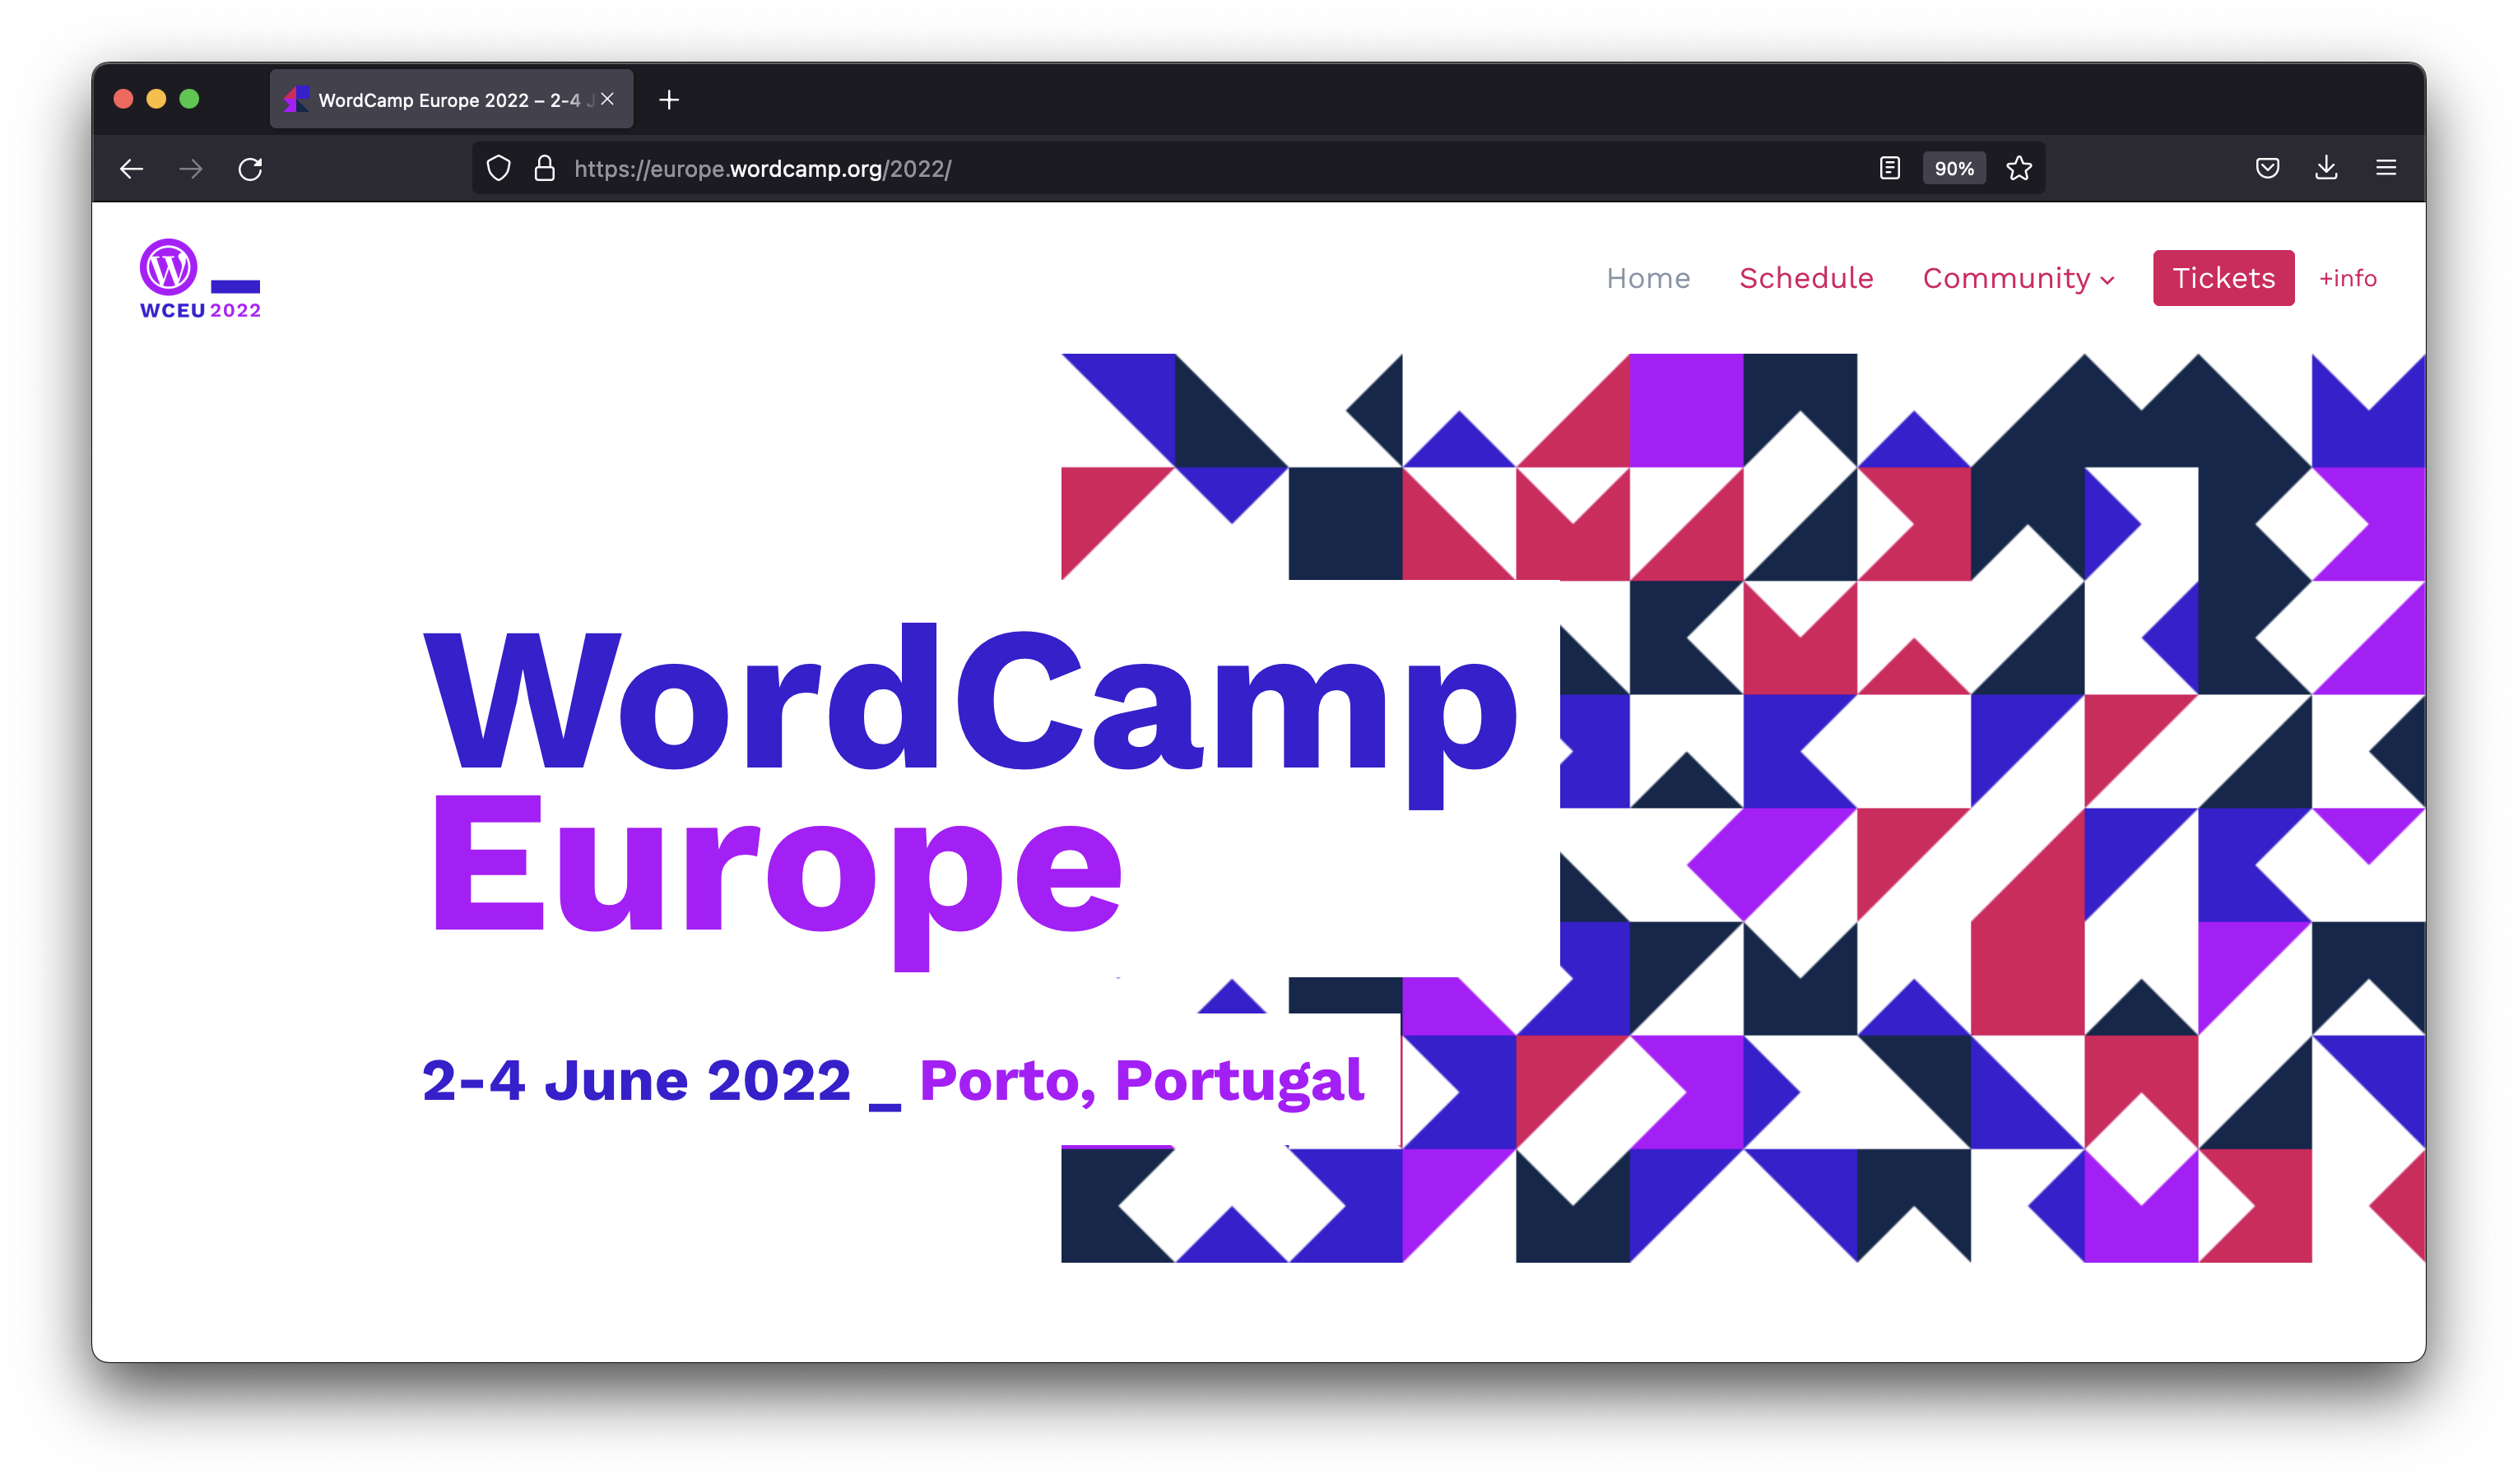 WordCamp Europe 2022 – 2-4 J
https://europe.wordcamp.org/2022/
90%
WCEU 2022
Home Schedule Community Tickets +info
WordCamp
Europe
2-4 June 2022 _ Porto, Portugal